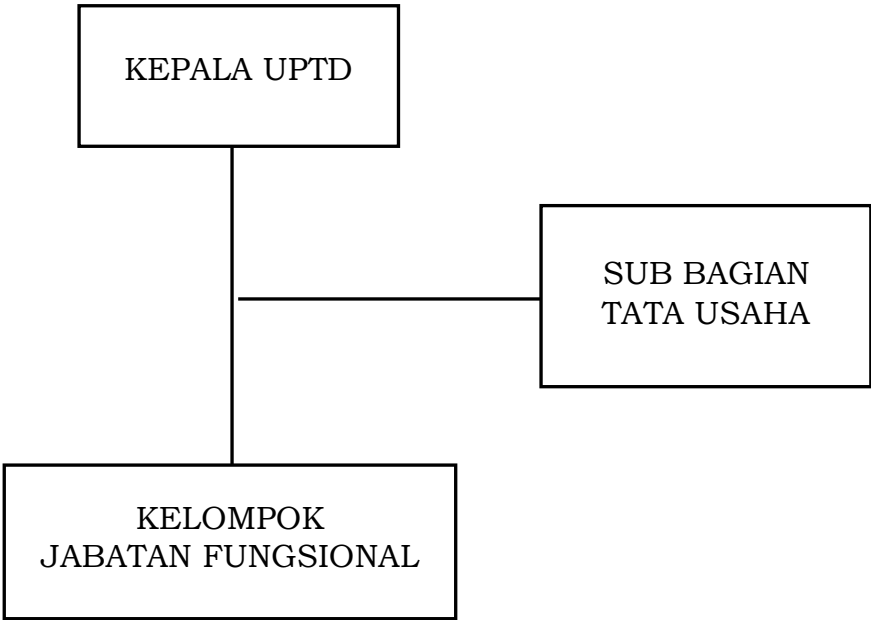 KEPALA UPTD
SUB BAGIAN
TATA USAHA
KELOMPOK
JABATAN FUNGSIONAL